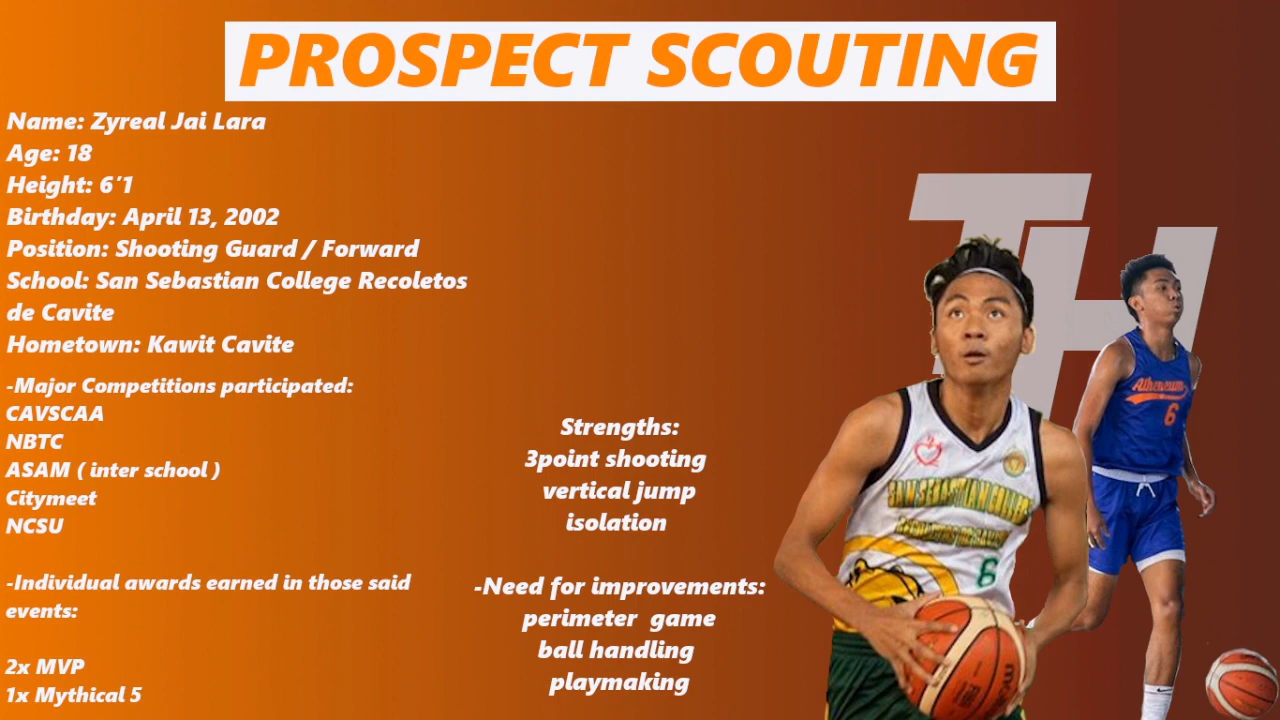 PROSPECT SCOUTING
Name: Zyreal Jai Lara
Age: 18
Height: 6'1
Birthday: April 13, 2002
Position: Shooting Guard / Forward
School: San Sebastian College Recoletos
de Cavite
Hometown: Kawit Cavite
-Major Competitions participated:
CAVSCAA
NBTC
ASAM ( inter school )
Citymeet
NCSU
-Individual awards earned in those said
events:
2x MVP
1x Mythical 5
Strengths:
3point shooting
vertical jump
isolation
-Need for improvements:
perimeter  game
ball handling
playmaking
TH
SAN SEBASTIAN COLLEGE
RECOLETOS DE CAVITE
6
6